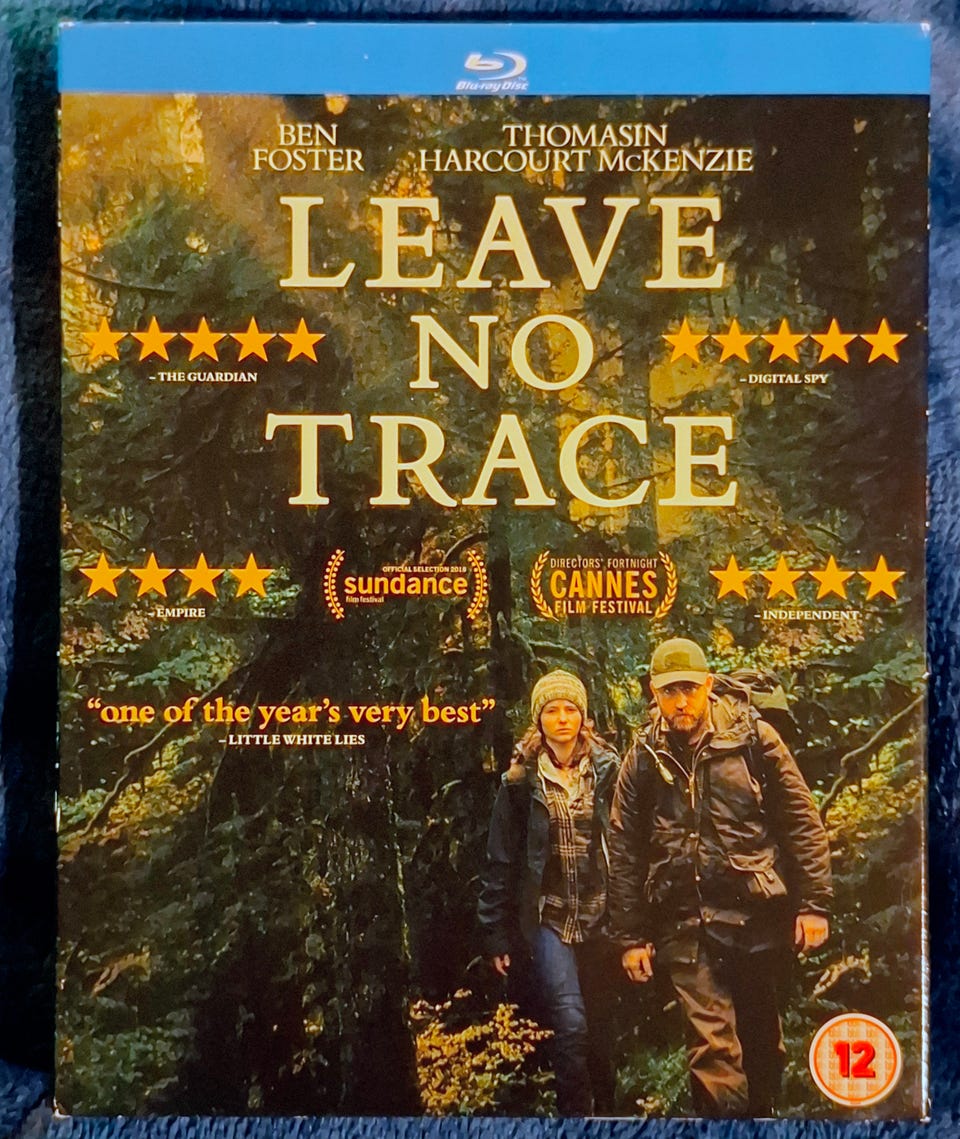 Blu-ray Disc
BEN
FOSTER
THOMASIN
HARCOURT McKENZIE
LEAVE
NO
TRACE
– THE GUARDIAN
– DIGITAL SPY
– EMPIRE
OFFICIAL SELECTION 2018
sundance
film festival
DIRECTORS' FORTNIGHT
CANNES
FILM FESTIVAL
– INDEPENDENT
“one of the year’s very best”
– LITTLE WHITE LIES
12